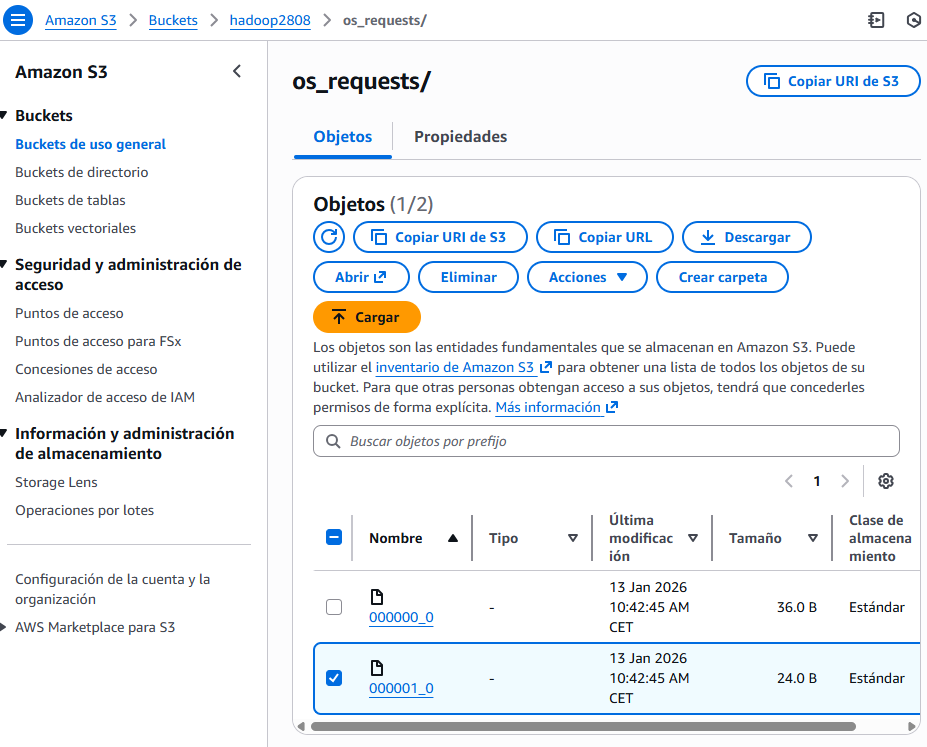 Amazon S3 > Buckets > hadoop2808 > os_requests/
Amazon S3
Buckets
Buckets de uso general
Buckets de directorio
Buckets de tablas
Buckets vectoriales
Seguridad y administración de
acceso
Puntos de acceso
Puntos de acceso para FSx
Concesiones de acceso
Analizador de acceso de IAM
Información y administración
de almacenamiento
Storage Lens
Operaciones por lotes
Configuración de la cuenta y la
organización
AWS Marketplace para S3
os_requests/
Copiar URI de S3
Objetos
Propiedades
Objetos (1/2)
Copiar URI de S3
Copiar URL
Descargar
Abrir
Eliminar
Acciones
Crear carpeta
Cargar
Los objetos son las entidades fundamentales que se almacenan en Amazon S3. Puede
utilizar el inventario de Amazon S3 para obtener una lista de todos los objetos de su
bucket. Para que otras personas obtengan acceso a sus objetos, tendrá que concederles
permisos de forma explícita. Más información
Buscar objetos por prefijo
1
Nombre
Tipo
Última
modificac
ión
Tamaño
Clase de
almacena
miento
000000_0
-
13 Jan 2026
10:42:45 AM
CET
36.0 B
Estándar
000001_0
-
13 Jan 2026
10:42:45 AM
CET
24.0 B
Estándar